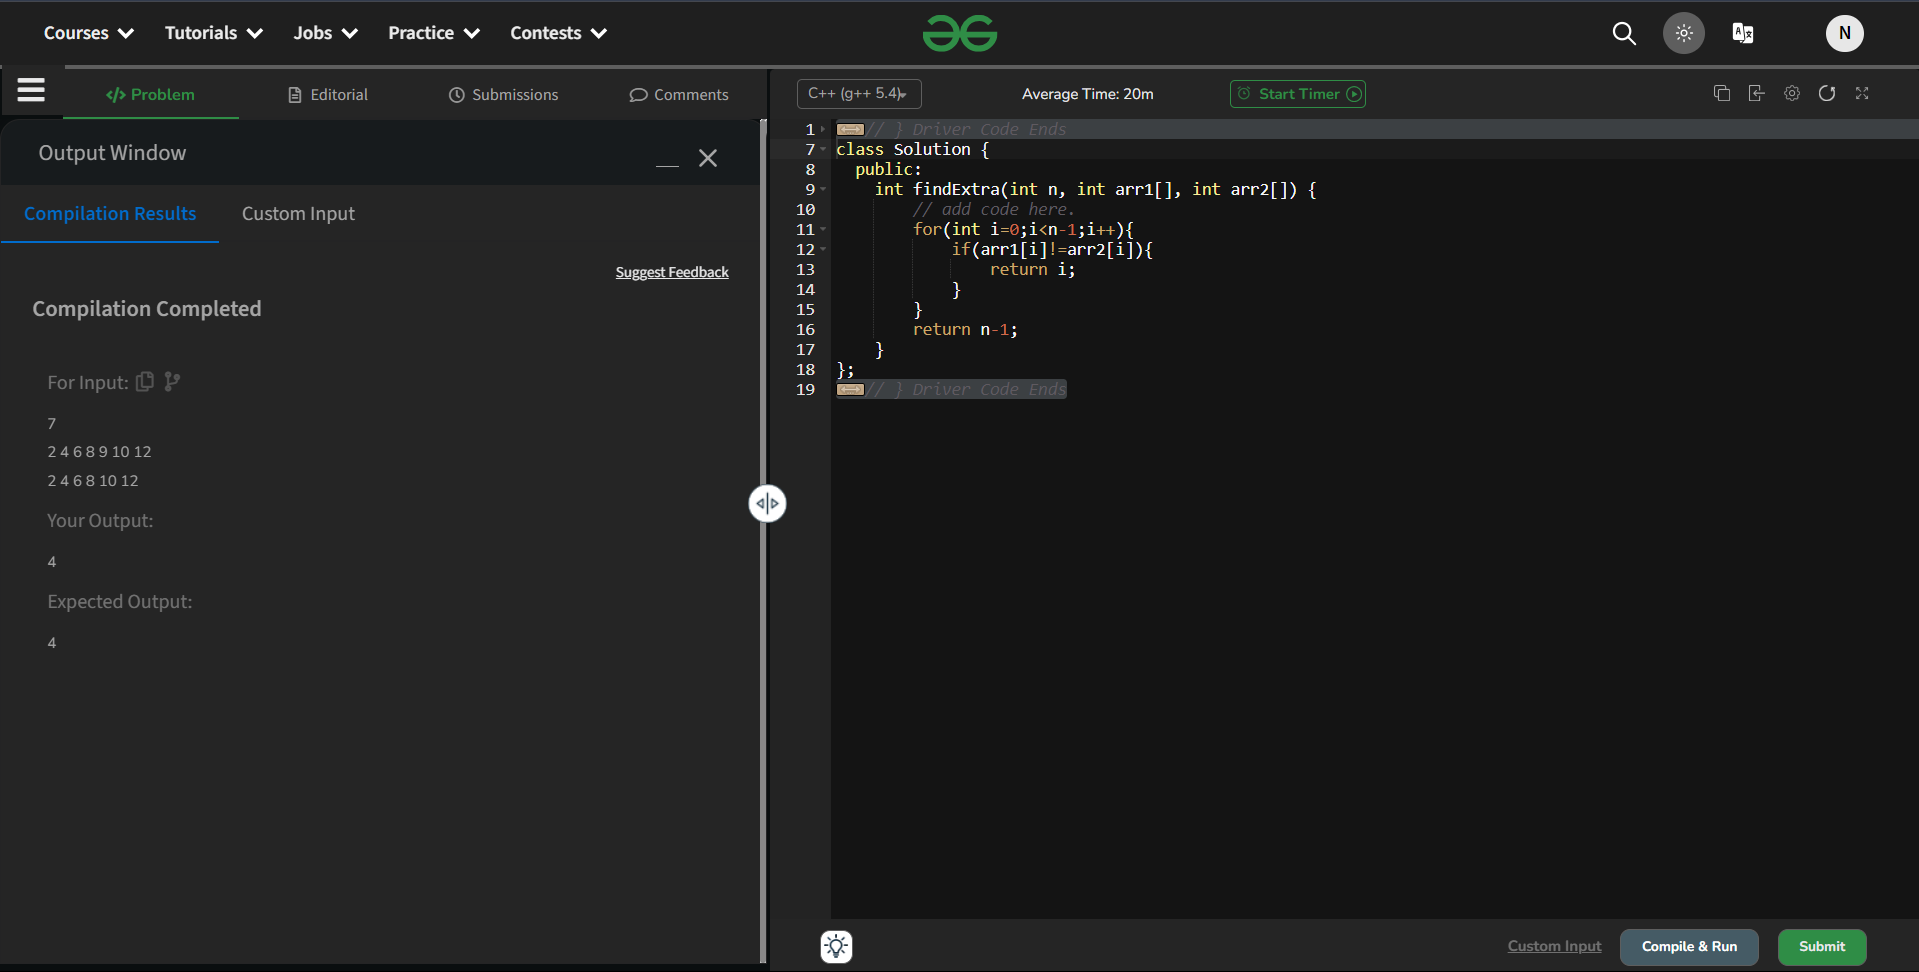 Courses Tutorials Jobs Practice Contests
N
</> Problem Editorial Submissions Comments
Output Window
Compilation Results Custom Input
Suggest Feedback
Compilation Completed
For Input:
7
2 4 6 8 9 10 12
2 4 6 8 10 12
Your Output:
4
Expected Output:
4
C++ (g++ 5.4) Average Time: 20m Start Timer
1 // } Driver Code Ends
7 class Solution {
8 public:
9 int findExtra(int n, int arr1[], int arr2[]) {
10 // add code here.
11 for(int i=0;i<n-1;i++){
12 if(arr1[i]!=arr2[i]){
13 return i;
14 }
15 }
16 return n-1;
17 }
18 };
19 // } Driver Code Ends
Custom Input Compile & Run Submit